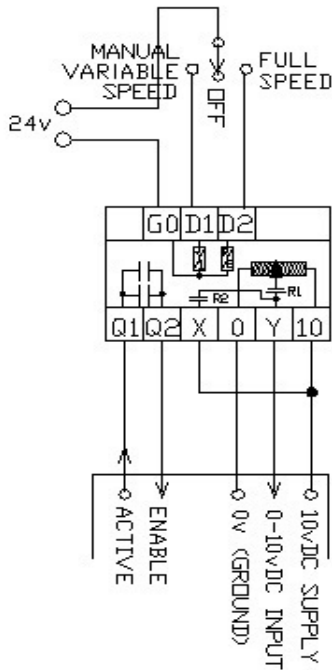 MANUAL
VARIABLE
SPEED
OFF
FULL
SPEED
24v
G0 D1 D2
R2
R1
Q1 Q2 X 0 Y 10
ACTIVE
ENABLE
0v (GROUND)
0-10vDC INPUT
10vDC SUPPLY